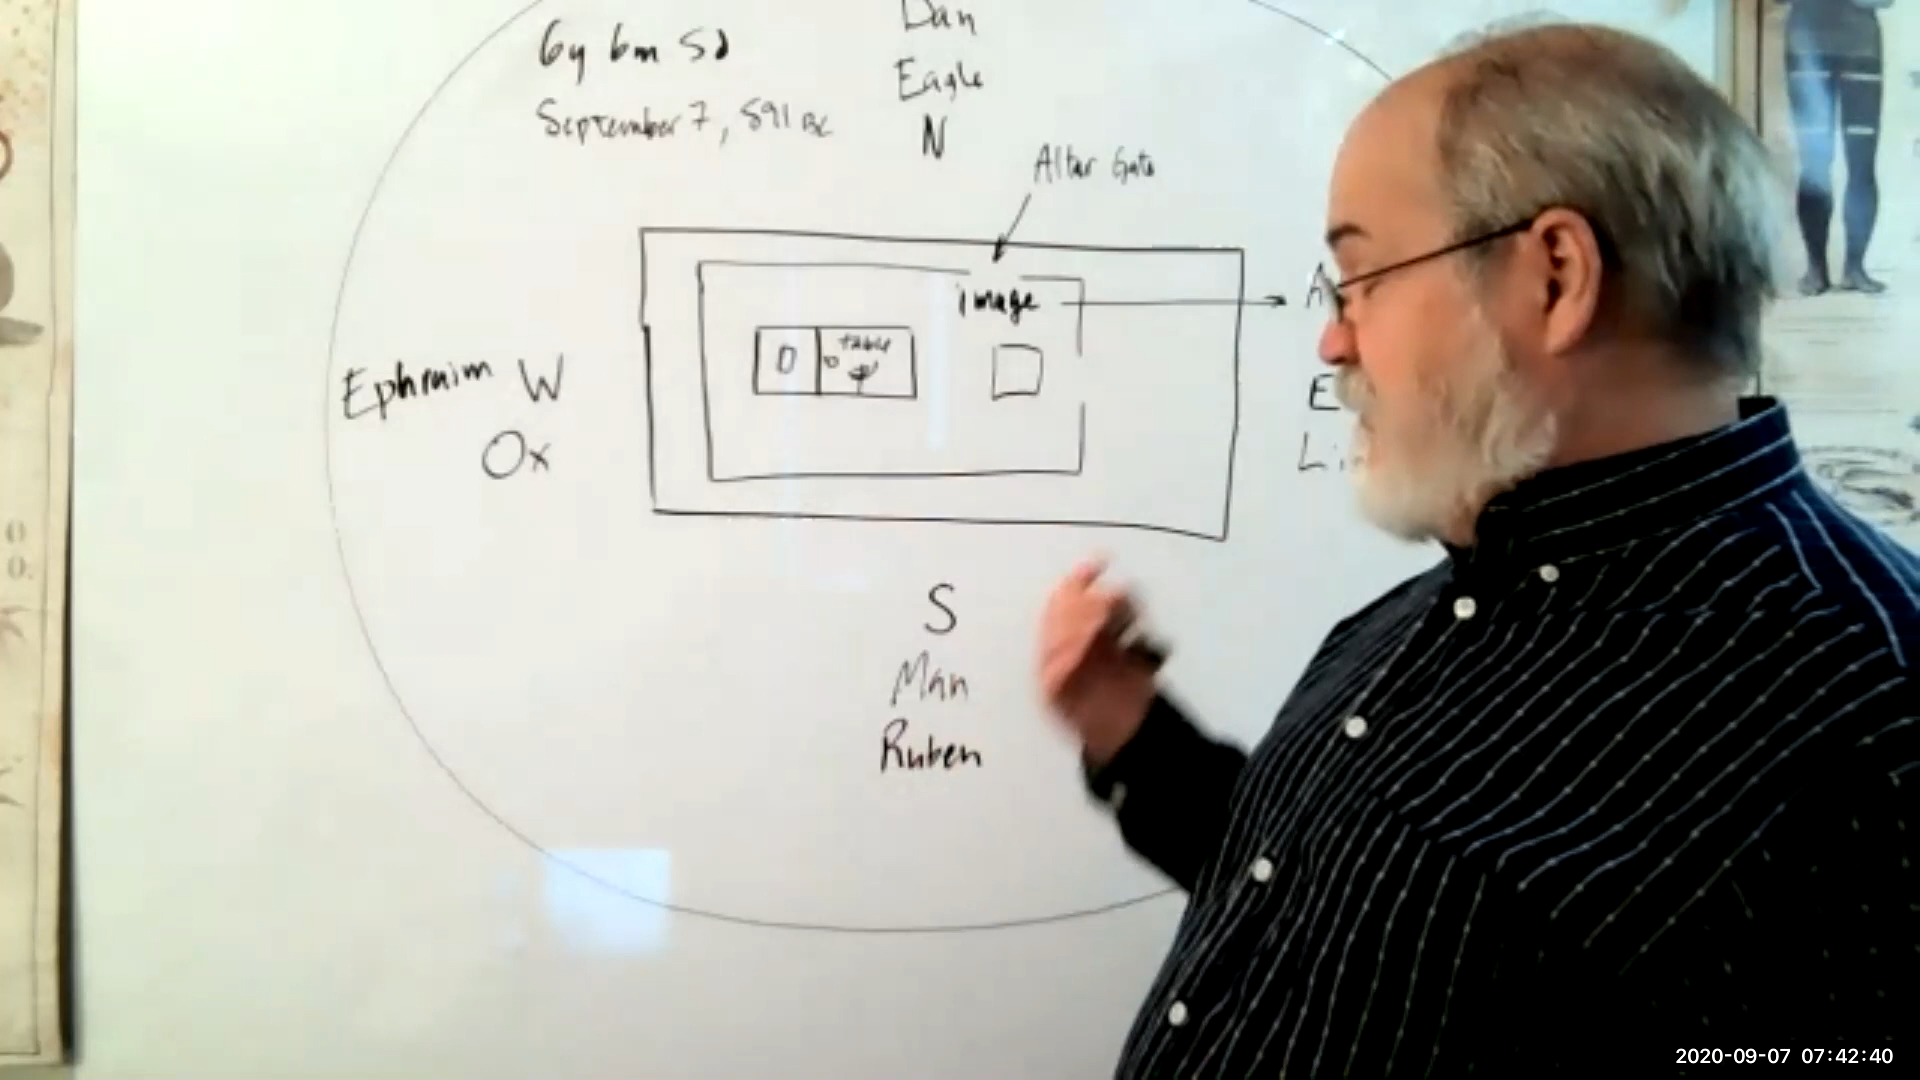 Dan
6y 6m 5d
Eagle
September 7, 591 BC
N
Altar Gate
image
A
table
Ephraim W
E
Ox
Li
S
Man
Ruben
2020-09-07 07:42:40